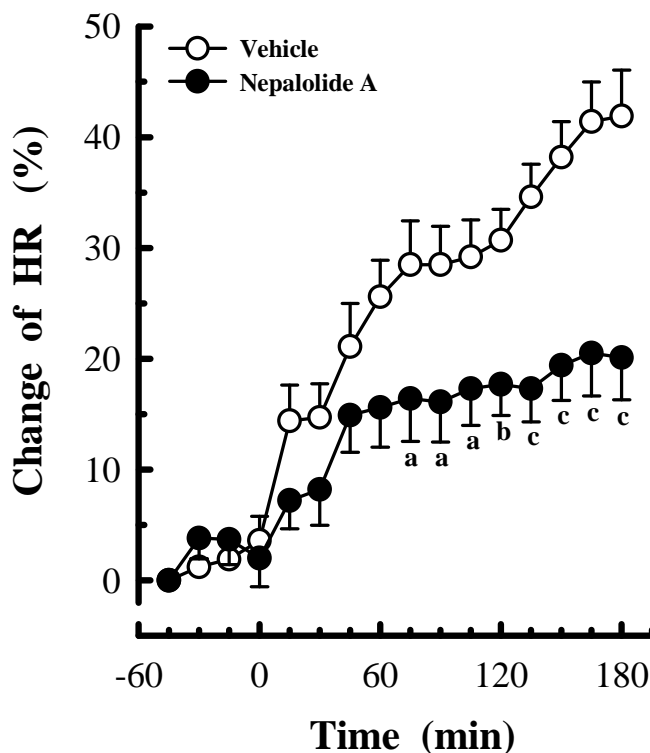 50
Vehicle
Nepalolide A
40
30
20
10
0
Change of HR (%)
a a a b c c c c
-60 0 60 120 180
Time (min)